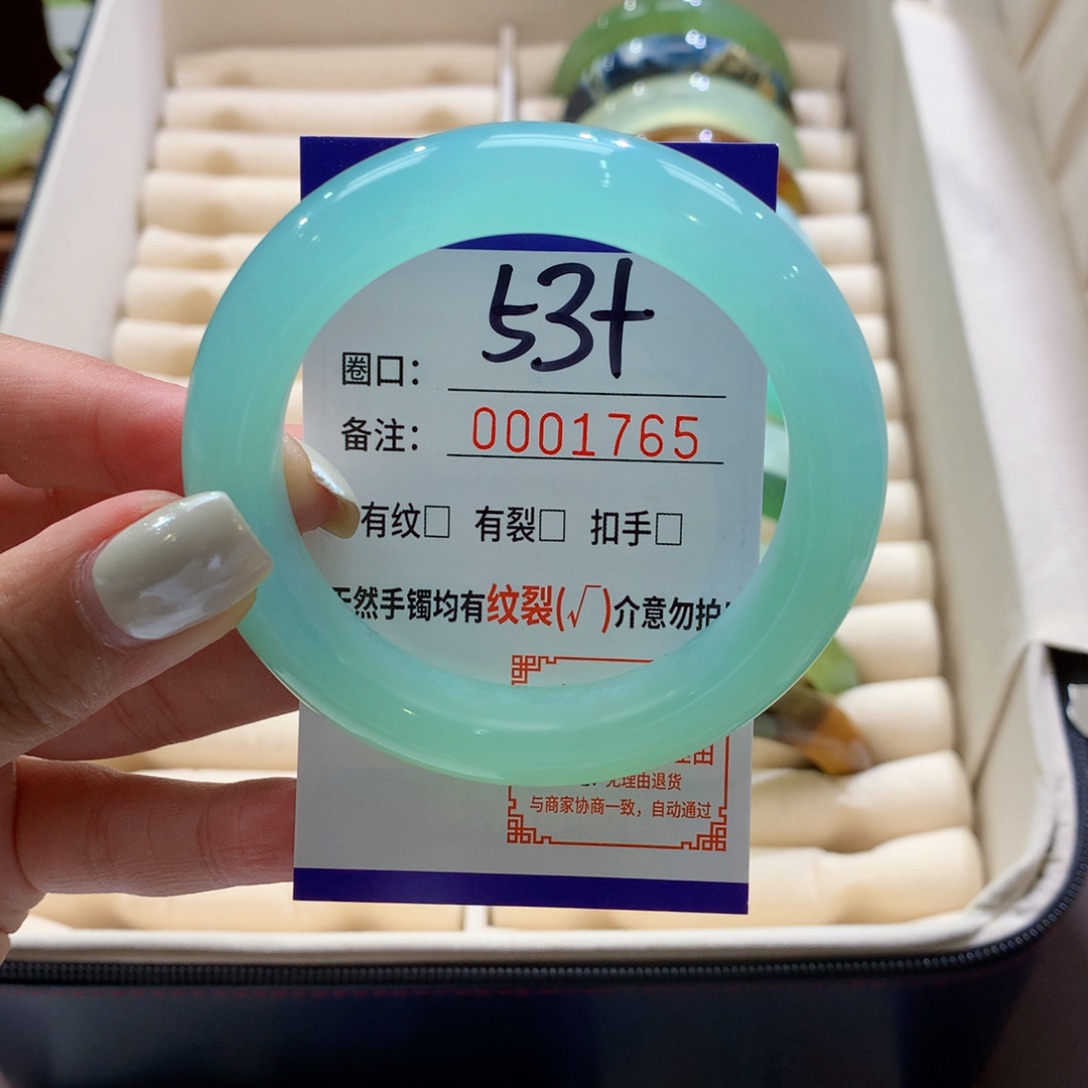 53+
圈口：
备注： 0001765
有纹□ 有裂□ 扣手□
然手镯均有纹裂(√)介意勿拍
由
无理由退货
与商家协商一致，自动通过